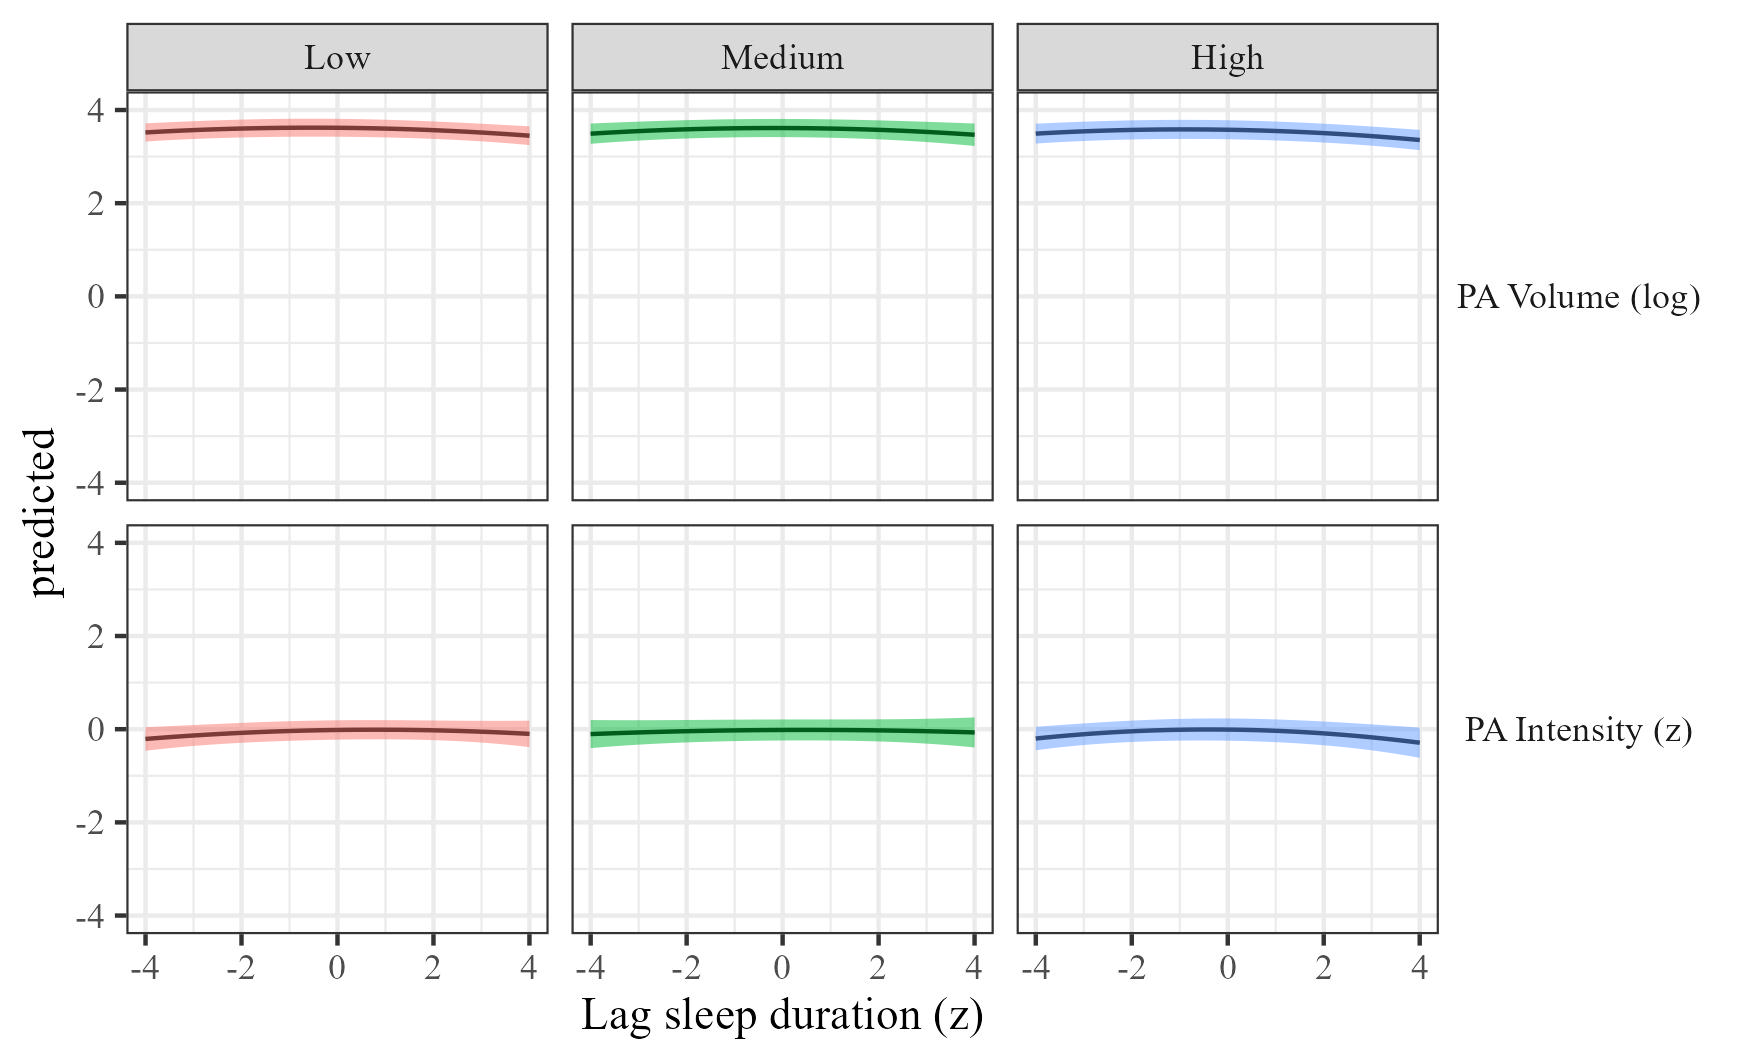 Low
Medium
High
4
2
0
-2
-4
PA Volume (log)
predicted
4
2
0
-2
-4
PA Intensity (z)
-4 -2 0 2 4
-4 -2 0 2 4
-4 -2 0 2 4
Lag sleep duration (z)